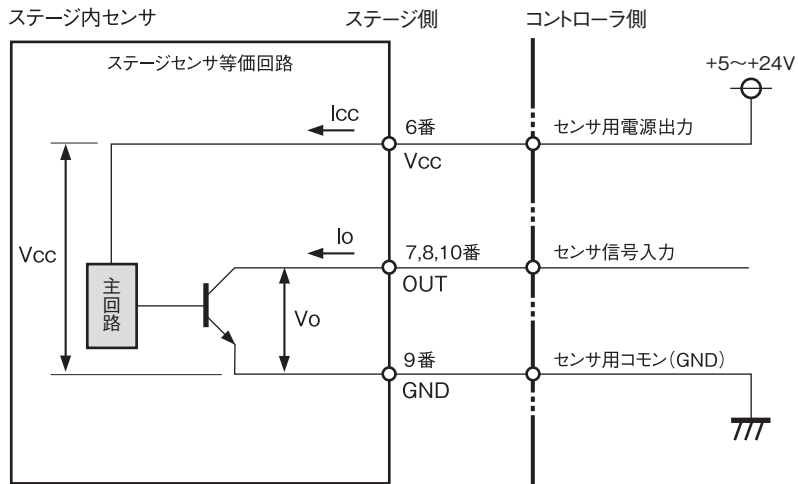 ステージ内センサ
ステージ側
コントローラ側
ステージセンサ等価回路
+5～+24V
Icc
6番
センサ用電源出力
Vcc
Vcc
Io
7,8,10番
センサ信号入力
OUT
主回路
Vo
9番
センサ用コモン（GND）
GND